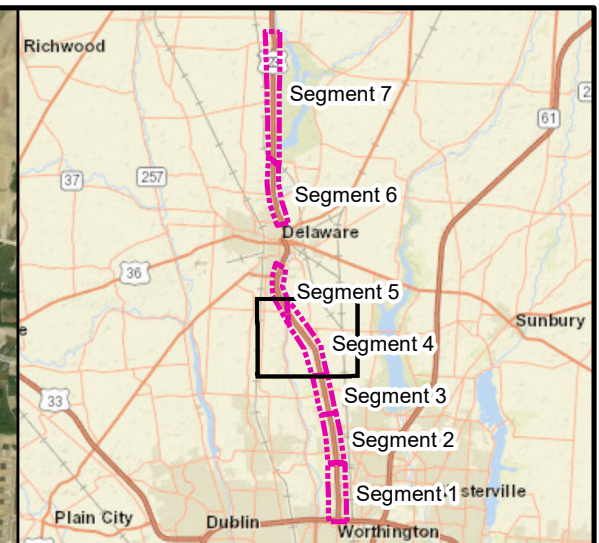 Richwood
Segment 7
61
37
257
Segment 6
Delaware
36
Segment 5
Sunbury
Segment 4
33
Segment 3
Segment 2
Segment 1
sterville
Plain City
Dublin
Worthington